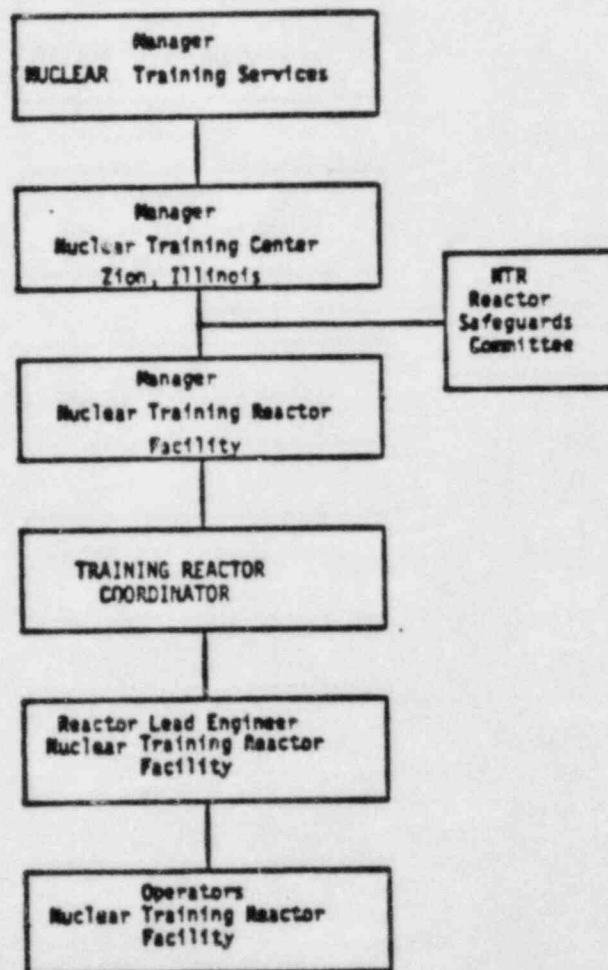 Manager
NUCLEAR Training Services
Manager
Nuclear Training Center
Zion, Illinois
NTR
Reactor
Safeguards
Committee
Manager
Nuclear Training Reactor
Facility
TRAINING REACTOR
COORDINATOR
Reactor Lead Engineer
Nuclear Training Reactor
Facility
Operators
Nuclear Training Reactor
Facility